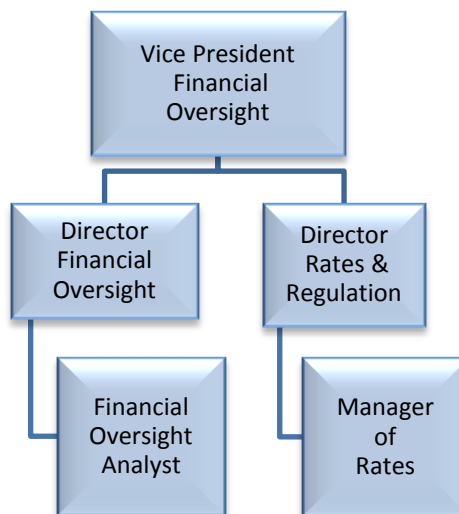 Vice President
Financial
Oversight
Director
Financial
Oversight
Director
Rates &
Regulation
Financial
Oversight
Analyst
Manager
of
Rates